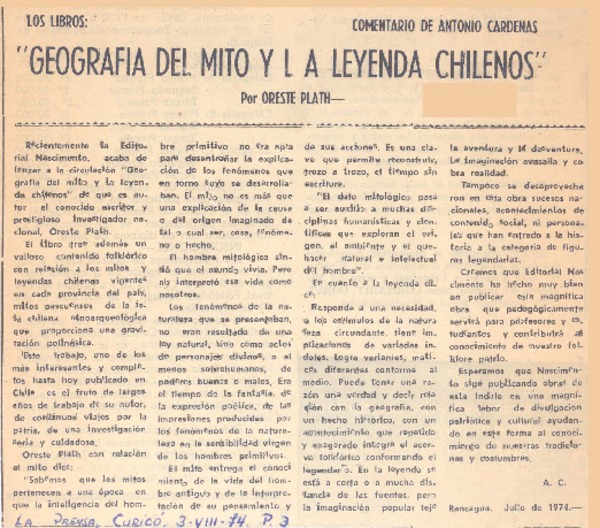 LOS LIBROS:
COMENTARIO DE ANTONIO CARDENAS
"GEOGRAFIA DEL MITO Y L A LEYENDA CHILENOS"
Por ORESTE PLATH—
Recientemente la Edito-
rial Nascimento, acaba de
lanzar a la circulación "Geo-
grafía del mito y la leyen
da chilenos" de que es au-
tor el conocido escritor y
prestigioso investigador na-
cional, Oreste Plath.
El libro trae además un
valioso contenido folklórico
con relación a los mitos y
leyendas chilenas vigentes
en cada provincia del país,
mitos pascuenses de la is-
la chilena etnoarqueológica
que proporciona una gravi-
tación polinésica.
Este trabajo, uno de los
más interesantes y comple-
tos hasta hoy publicado en
Chile es el fruto de largos
años de trabajo de su autor,
de continuos viajes por la
patria, de una investigación
seria y cuidadosa.
Oreste Plath con relación
al mito dice:
"Sabemos que los mitos
pertenecen a una época en
que la inteligencia del hom-
bre primitivo no era apta
para desentrañar la explica-
ción de los fenómenos que
en torno suyo se desarrolla-
ban. El mito no es más que
una explicación de la causa
o del origen imaginado de
tal o cual ser, cosa, fenóme-
no o hecho.
El hombre mitológico sin-
tió que el mundo vivía. Pero
no interpretó esa vida como
nosotros.
Los fenómenos de la na-
turaleza que se presentaban,
no eran resultado de una
ley natural, sino como actos
de personajes divinos, o al
menos sobrehumanos, de
poderes buenos o malos. Era
el tiempo de la fantasía, de
la expresión poética, de las
impresiones producidas por
los fenómenos de la natura-
leza en la sensibilidad virgen
de los hombres primitivos.
El mito entrega el conoci-
miento de la vida del hom-
bre antiguo y de la interpre-
tación de su pensamiento y
de sus acciones. Es una cla-
ve que permite reconstruir,
trozo a trozo, el tiempo sin
escritura.
"El dato mitológico pasa
a ser auxilio a muchas dis-
ciplinas humanísticas y cien-
tíficas que exploran el ori-
gen, el ambiente y el que-
hacer natural e intelectual
del hombre".
En cuanto a la leyenda di-
ce:
Responde a una necesidad,
los estímulos de la natura
leza circundante, tiene im-
plicaciones de variadas ín-
doles. Logra variantes, mati-
ces diferentes conforme al
medio. Puede tener una ra-
zón una verdad y decir rela-
ción con la geografía, con
un hecho histórico, con un
acontecimiento que repetido
y exagerado integra el acer-
vo folklórico conformando el
legendario. En la leyenda se
está a corta o a mucha dis-
tancia de las fuentes, pero
la imaginación popular tejó
la aventura y la desventura.
La imaginación avasalla y co
bra realidad.
Tampoco se desaprovecha-
ron en esta obra sucesos na-
cionales, acontecimientos de
contenido social, ni persona-
jes que han entrado a la his-
toria a la categoría de figu-
res legendarias.
Creemos que Editorial Nas
cimento ha hecho muy bien
en publicar esta magnífica
obra que pedagógicamente
servirá para profesores y es-
tudiantes y contribuirá al
conocimiento de nuestro fo-
klore patrio.
Esperamos que Nascimen-
to siga publicando obras de
esta índole en una magnífi-
ca labor de divulgación
patriótica y cultural ayudan-
do en esta forma al conoci-
miento de nuestras tradicio-
nes y costumbres.
A. C.
Rancagua, Julio de 1974.—
LA PRENSA, CURICÓ, 3-VIII-74. P. 3